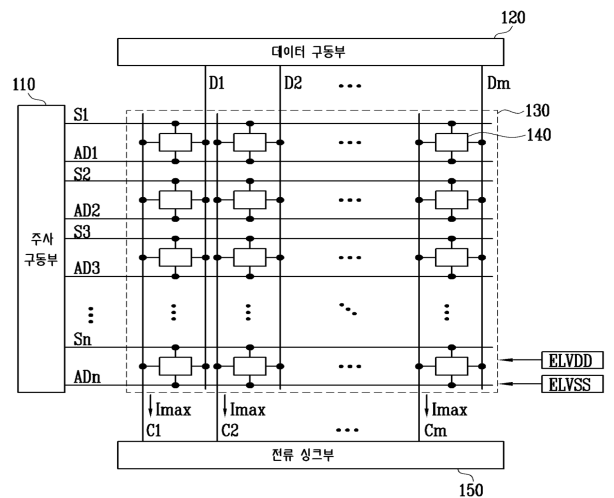 120
데이터 구동부
110
D1 D2 ••• Dm
130
S1
140
AD1
S2
AD2
주사
구동부
S3
AD3
Sn
ELVDD
ADn
ELVSS
Imax Imax Imax
C1 C2 ••• Cm
전류 싱크부
150